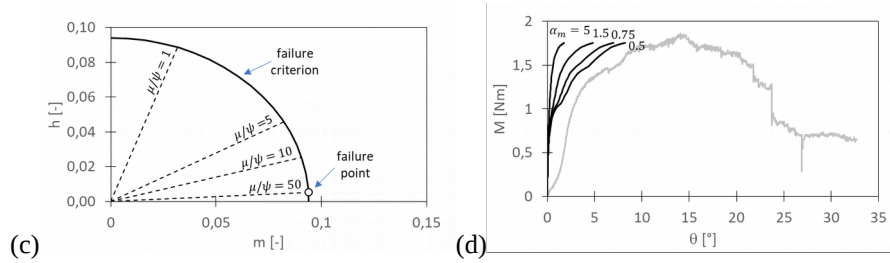 (c)
0,10
0,08
0,06
0,04
0,02
0,00
h [-]
μ/ψ = 1
μ/ψ =5
μ/ψ = 10
μ/ψ = 50
failure
criterion
failure
point
0
0,05
0,1
0,15
m [-]
(d)
2
1,5
1
0,5
0
M [Nm]
αm = 5 1.5 0.75
0.5
0
5
10
15
20
25
30
35
θ [°]